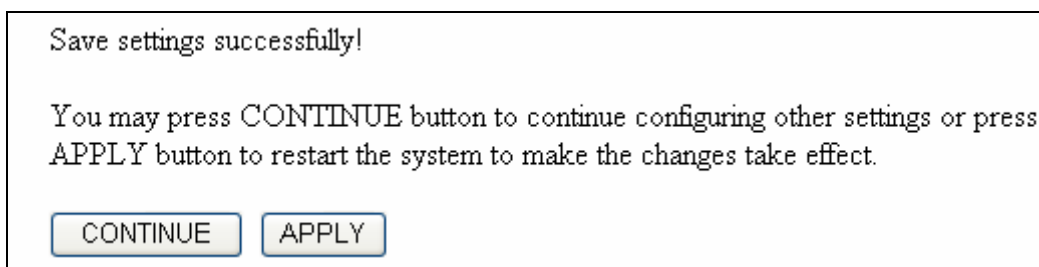 Save settings successfully!
You may press CONTINUE button to continue configuring other settings or press
APPLY button to restart the system to make the changes take effect.
CONTINUE APPLY